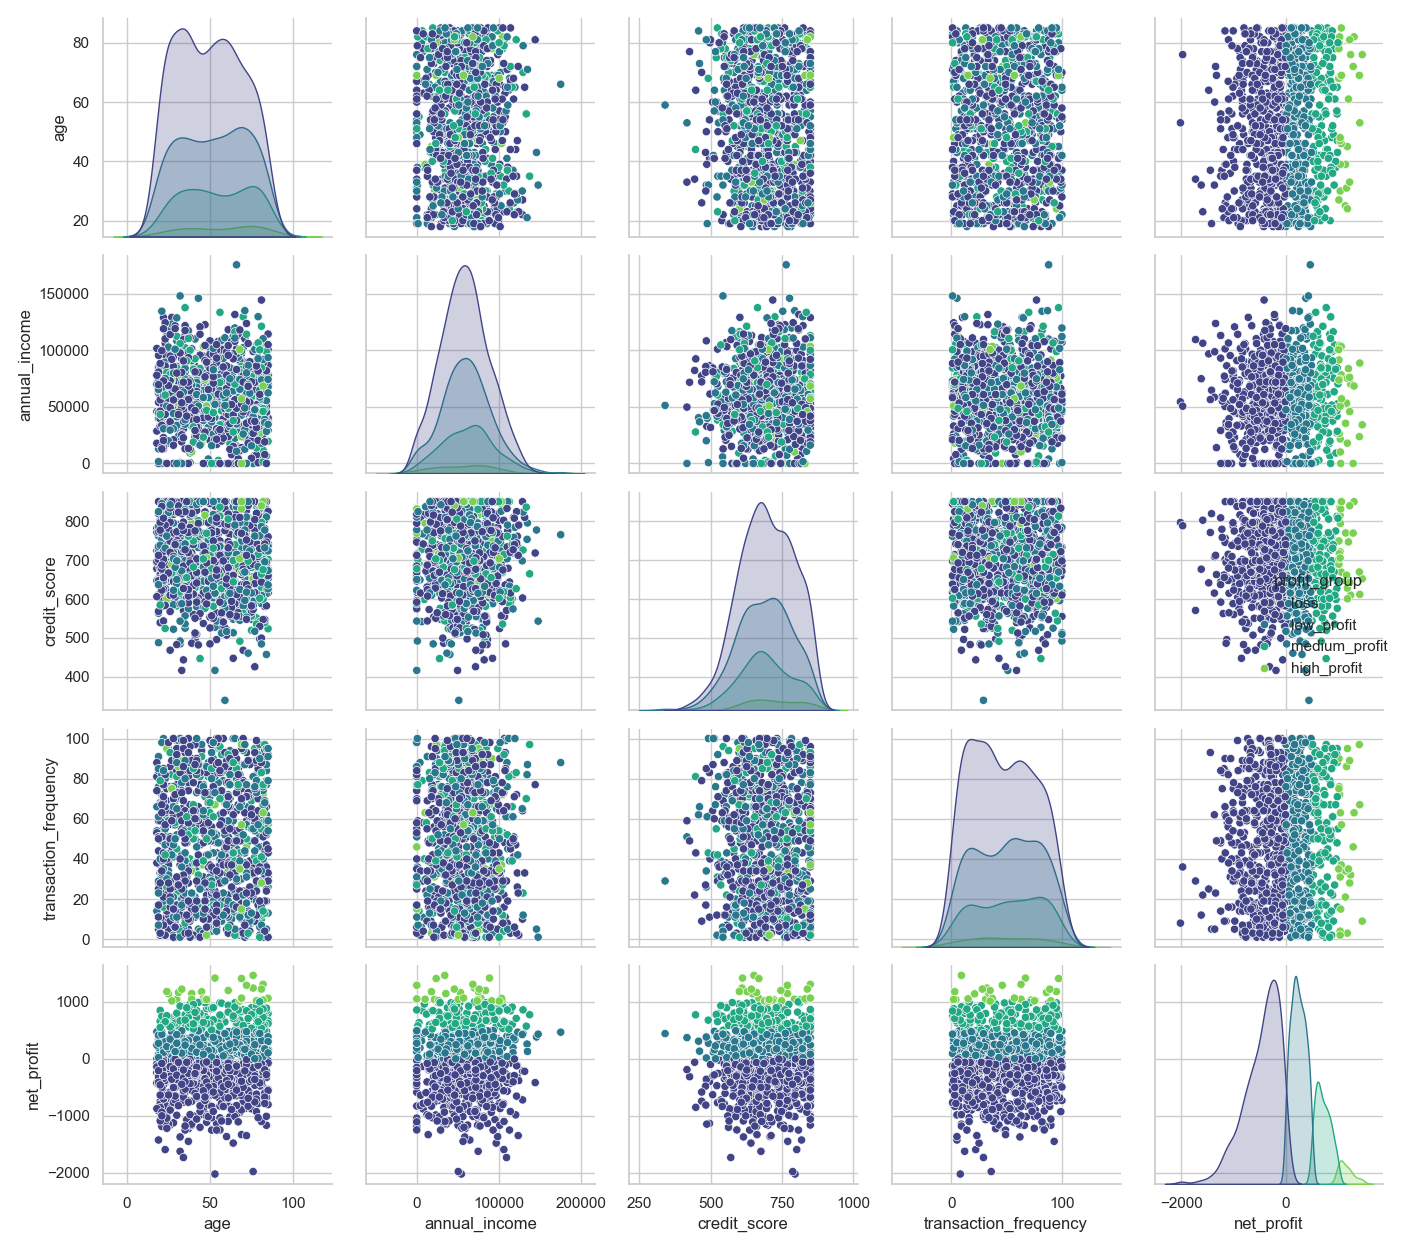 80
60
40
20
age
150000
100000
50000
0
annual_income
800
700
600
500
400
credit_score
profit_group
loss
low_profit
medium_profit
high_profit
100
80
60
40
20
0
transaction_frequency
1000
0
−1000
−2000
net_profit
0 50 100
0 100000 200000
250 500 750 1000
0 100
−2000 0
age
annual_income
credit_score
transaction_frequency
net_profit